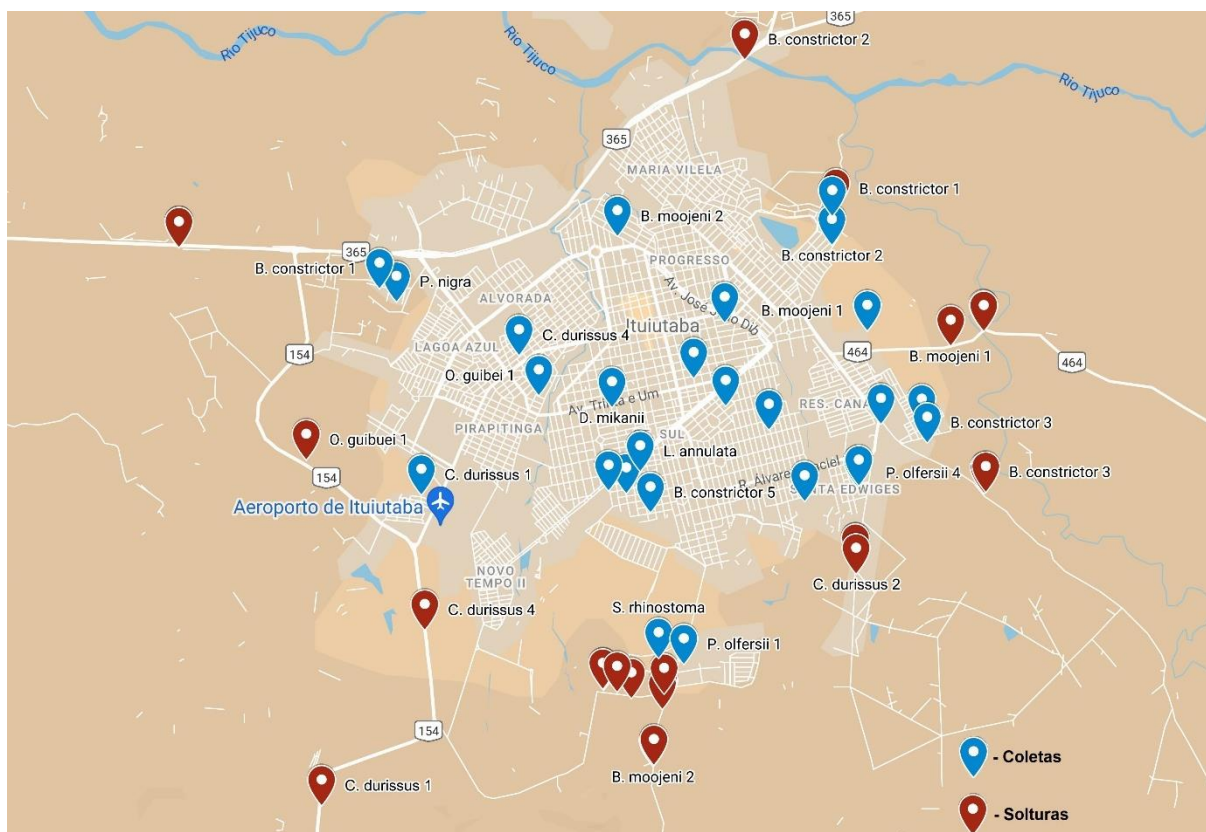 365
B. constrictor 2
Rio Tijuco
Rio Tijuco
Rio Tijuco
365
MARIA VILELA
B. constrictor 1
B. moojeni 2
B. constrictor 2
365
B. constrictor 1
P. nigra
PROGRESSO
ALVORADA
Av. José João Dib
B. moojeni 1
C. durissus 4
Ituiutaba
LAGOA AZUL
154
464
B. moojeni 1
464
O. guibei 1
Av. Trinta e Um
RES. CANAÃ
D. mikanii
B. constrictor 3
PIRAPITINGA
SUL
O. guibuei 1
L. annulata
C. durissus 1
R. Álvares Maciel
P. olfersii 4
B. constrictor 3
154
B. constrictor 5
SANTA EDWIGES
Aeroporto de Ituiutaba
NOVO
TEMPO II
C. durissus 2
C. durissus 4
S. rhinostoma
P. olfersii 1
154
B. moojeni 2
- Coletas
C. durissus 1
- Solturas